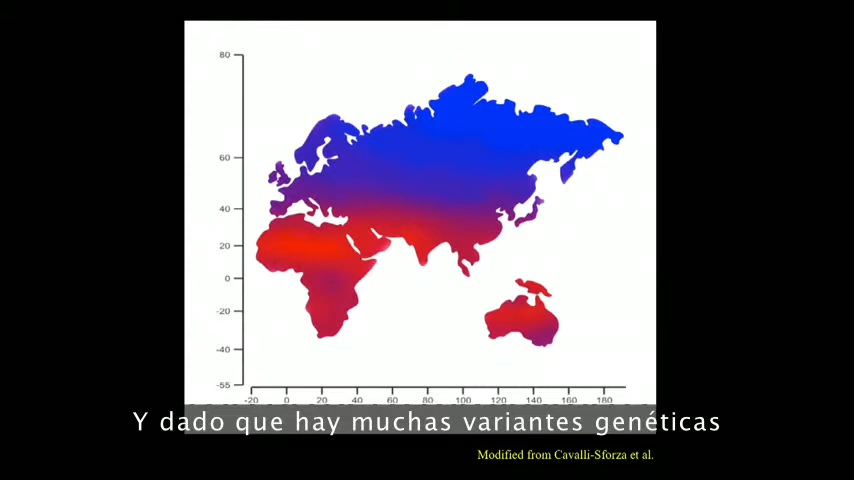 80
60
40
20
0
-20
-40
-55
-20 0 20 40 60 80 100 120 140 160 180
Y dado que hay muchas variantes genéticas
Modified from Cavalli-Sforza et al.